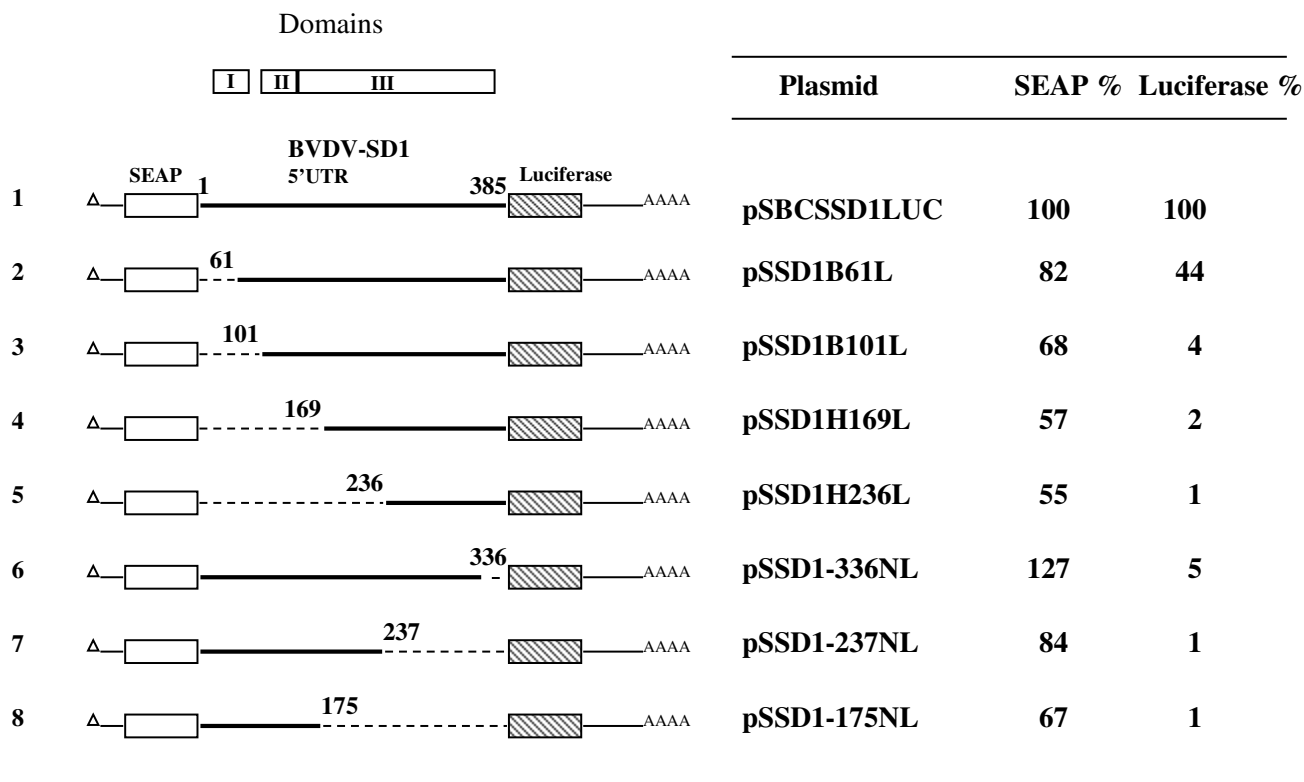 Domains
I II III
Plasmid SEAP % Luciferase %
BVDV-SD1
SEAP 1 5’UTR 385 Luciferase
1 Δ AAAA pSBCSSD1LUC 100 100
61
2 Δ AAAA pSSD1B61L 82 44
101
3 Δ AAAA pSSD1B101L 68 4
169
4 Δ AAAA pSSD1H169L 57 2
236
5 Δ AAAA pSSD1H236L 55 1
336
6 Δ AAAA pSSD1-336NL 127 5
237
7 Δ AAAA pSSD1-237NL 84 1
175
8 Δ AAAA pSSD1-175NL 67 1